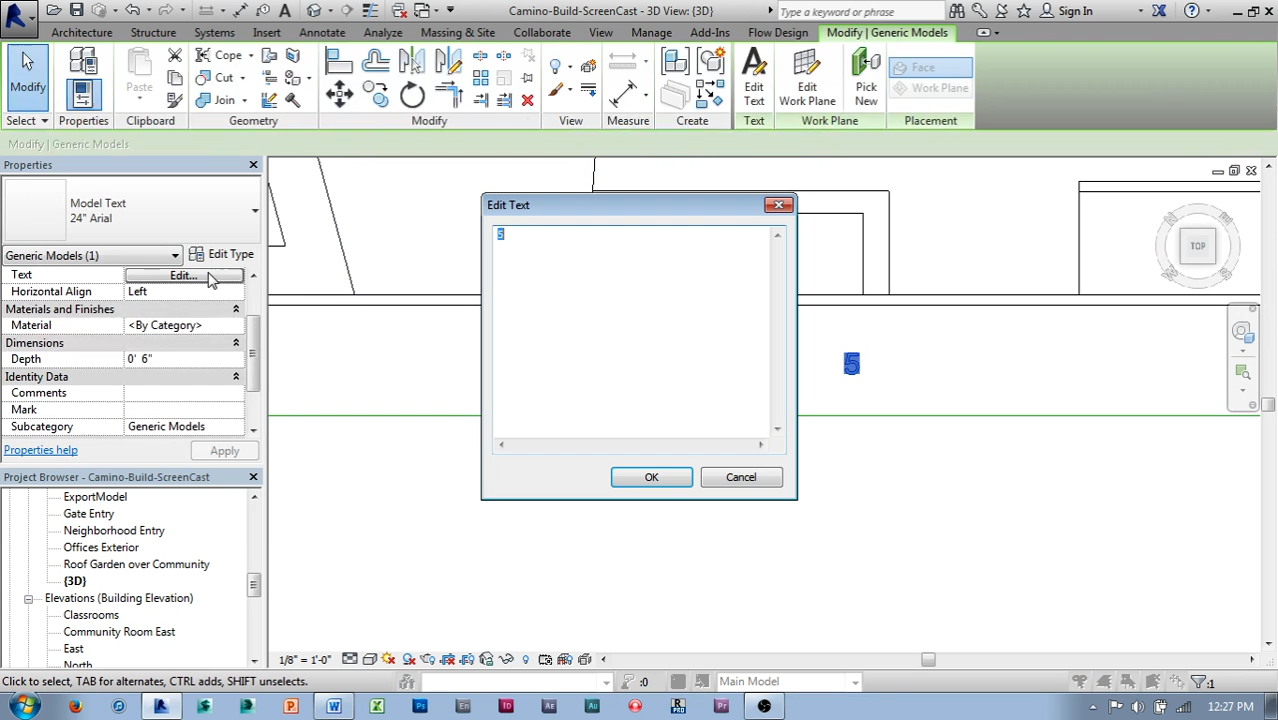 Camino-Build-ScreenCast - 3D View: {3D}
Type a keyword or phrase
Sign In
Architecture Structure Systems Insert Annotate Analyze Massing & Site Collaborate View Manage Add-Ins Flow Design Modify | Generic Models
Modify
Paste
Cope
Cut
Join
Edit Text
Edit Work Plane
Pick New
Face
Work Plane
Select Properties Clipboard Geometry Modify View Measure Create Text Work Plane Placement
Modify | Generic Models
Properties
Model Text
24" Arial
Generic Models (1)
Edit Type
Text Edit...
Horizontal Align Left
Materials and Finishes
Material <By Category>
Dimensions
Depth 0' 6"
Identity Data
Comments
Mark
Subcategory Generic Models
Properties help
Apply
Edit Text
5
OK
Cancel
5
TOP
Project Browser - Camino-Build-ScreenCast
ExportModel
Gate Entry
Neighborhood Entry
Offices Exterior
Roof Garden over Community
{3D}
Elevations (Building Elevation)
Classrooms
Community Room East
East
North
1/8" = 1'-0"
Click to select, TAB for alternates, CTRL adds, SHIFT unselects.
:0
Main Model
:1
12:27 PM